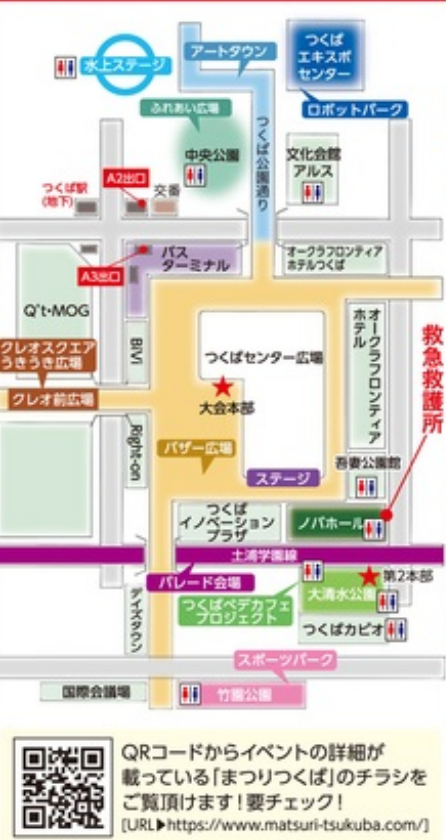 アートタウン
つくば
エキスポ
センター
水上ステージ
ロボットパーク
ふれあい広場
つくば公園通り
中央公園
文化会館
アルス
A2出口
つくば駅
(地下)
交番
A3出口
バス
ターミナル
オークラフロンティア
ホテルつくば
Q't・MOG
BiVi
つくばセンター広場
オークラフロンティア
ホテル
救急救護所
クレオスクエア
うきうき広場
クレオ前広場
大会本部
Right-on
バザー広場
吾妻公園館
ステージ
つくば
イノベーション
プラザ
ノバホール
土浦学園線
パレード会場
第2本部
大清水公園
デイズタウン
つくばペデカフェ
プロジェクト
つくばカピオ
スポーツパーク
国際会議場
竹園公園
QRコードからイベントの詳細が
載っている「まつりつくば」のチラシを
ご覧頂けます!要チェック!
[URL▶https://www.matsuri-tsukuba.com/]